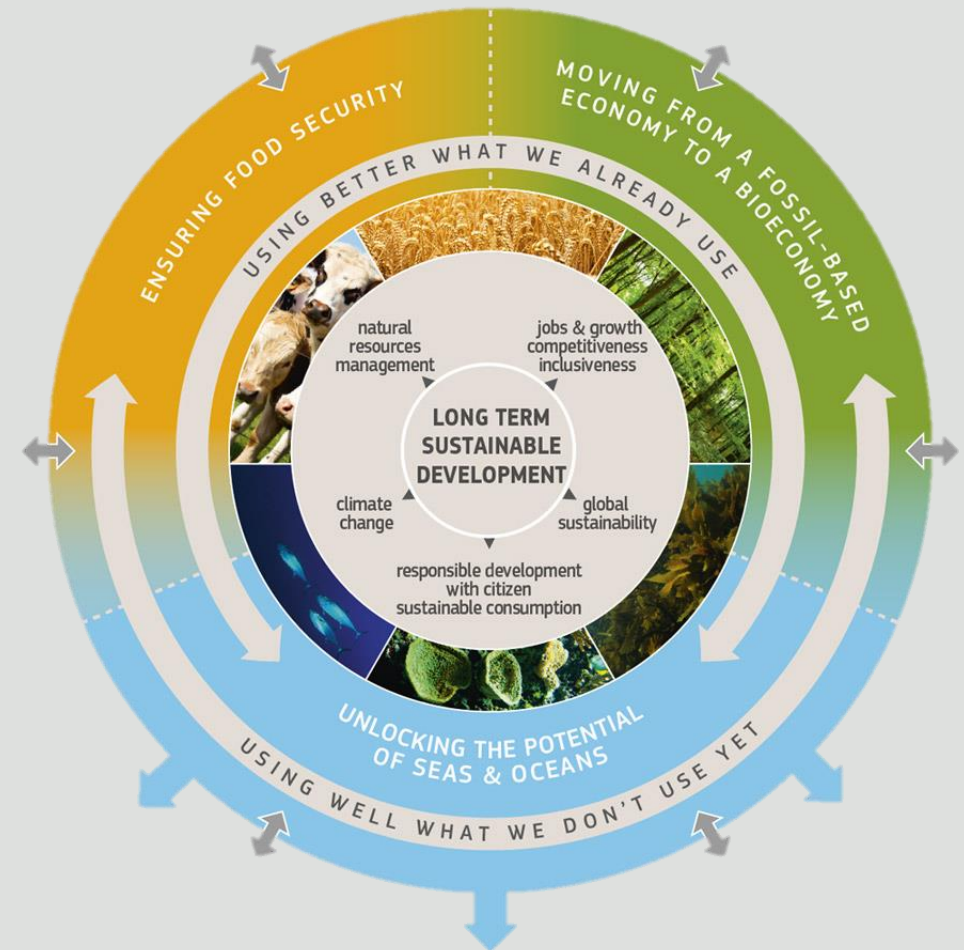 ENSURING FOOD SECURITY
MOVING FROM A FOSSIL-BASED
ECONOMY TO A BIOECONOMY
USING BETTER WHAT WE ALREADY USE
natural
resources
management
jobs & growth
competitiveness
inclusiveness
LONG TERM
SUSTAINABLE
DEVELOPMENT
climate
change
global
sustainability
responsible development
with citizen
sustainable consumption
UNLOCKING THE POTENTIAL
OF SEAS & OCEANS
USING WELL WHAT WE DON'T USE YET